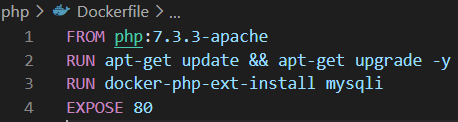 php > Dockerfile > ...
1 FROM php:7.3.3-apache
2 RUN apt-get update && apt-get upgrade -y
3 RUN docker-php-ext-install mysqli
4 EXPOSE 80